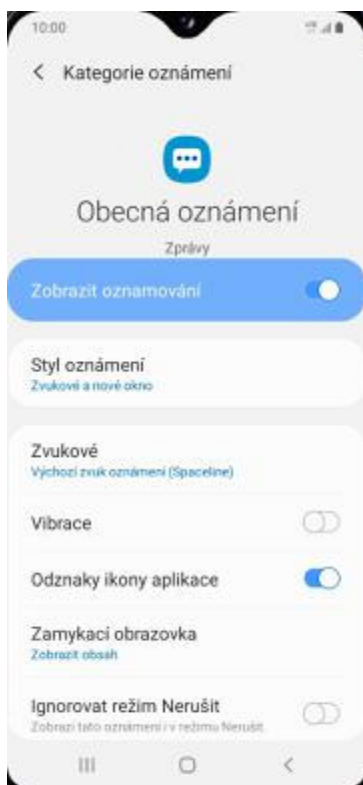 10:00
Kategorie oznámení
Obecná oznámení
Zprávy
Zobrazit oznamování
Styl oznámení
Zvukové a nové okno
Zvukové
Výchozí zvuk oznámení (Spaceline)
Vibrace
Odznaky ikony aplikace
Zamykací obrazovka
Zobrazit obsah
Ignorovat režim Nerušit
Zobrazí tato oznámení i v režimu Nerušit.